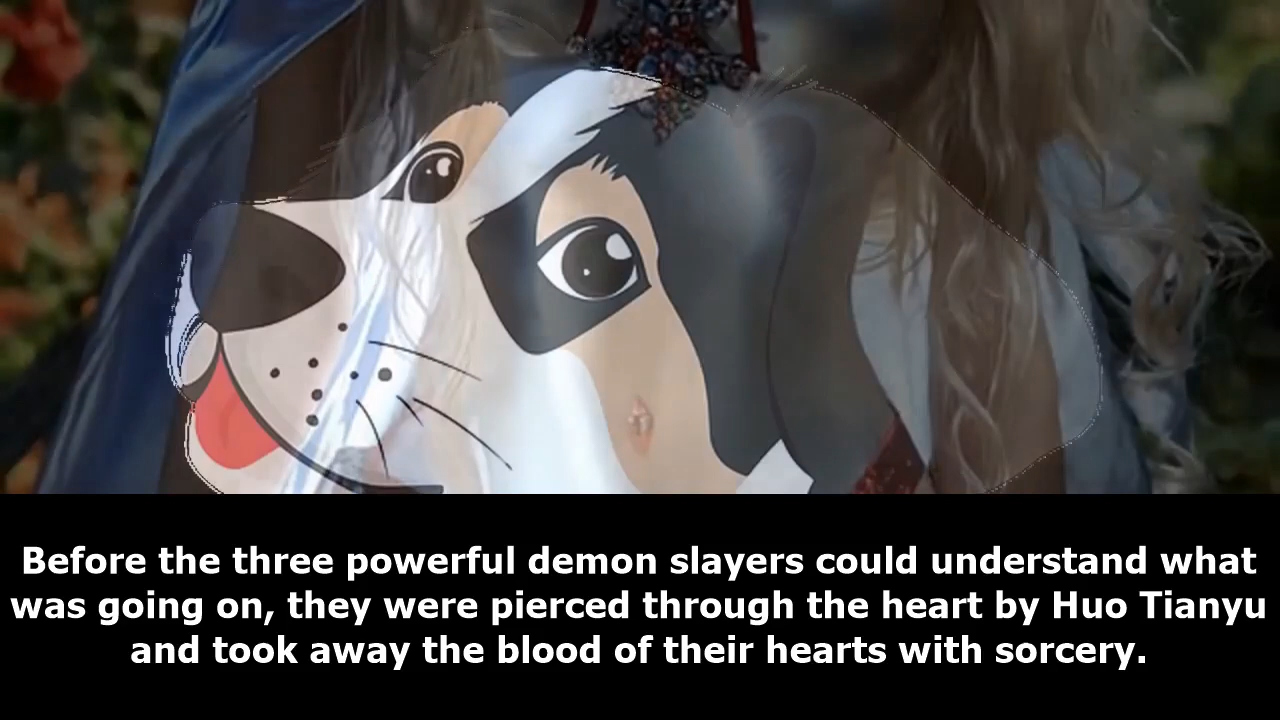 Before the three powerful demon slayers could understand what
was going on, they were pierced through the heart by Huo Tianyu
and took away the blood of their hearts with sorcery.